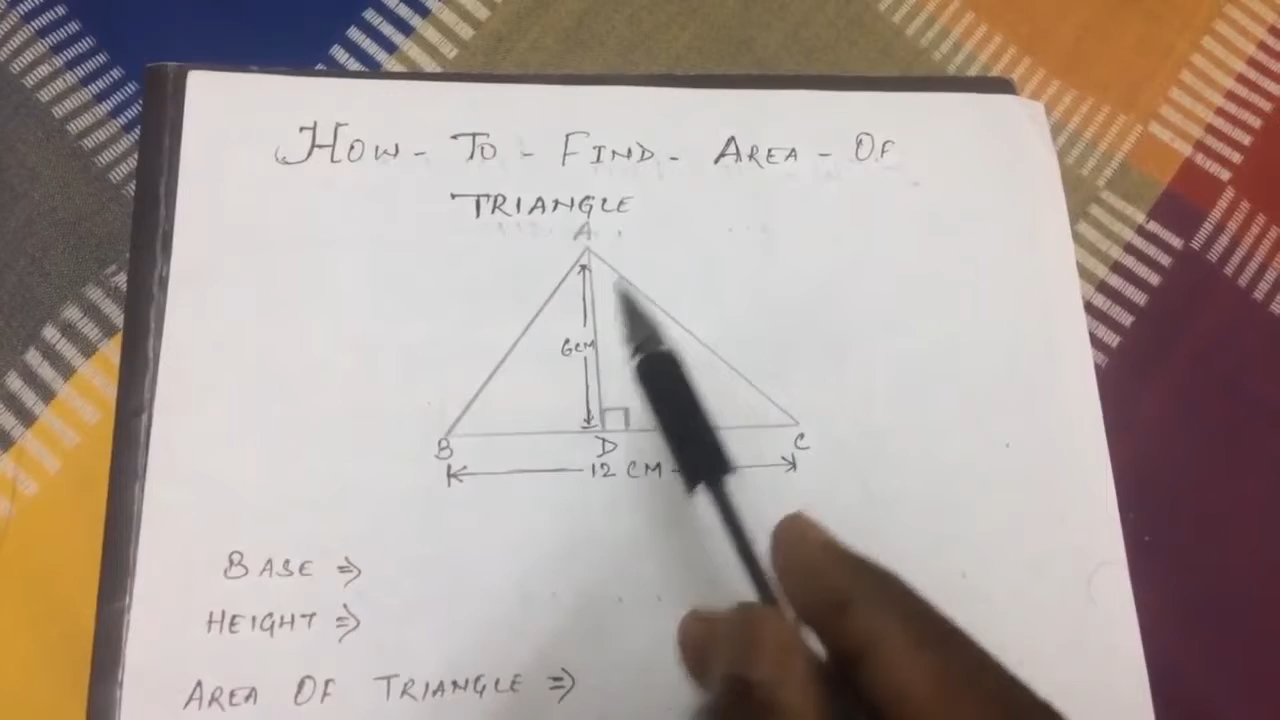 HOW - TO - FIND - AREA - OF
TRIANGLE
A
6CM
B D C
12 CM
BASE ⇒
HEIGHT ⇒
AREA OF TRIANGLE ⇒